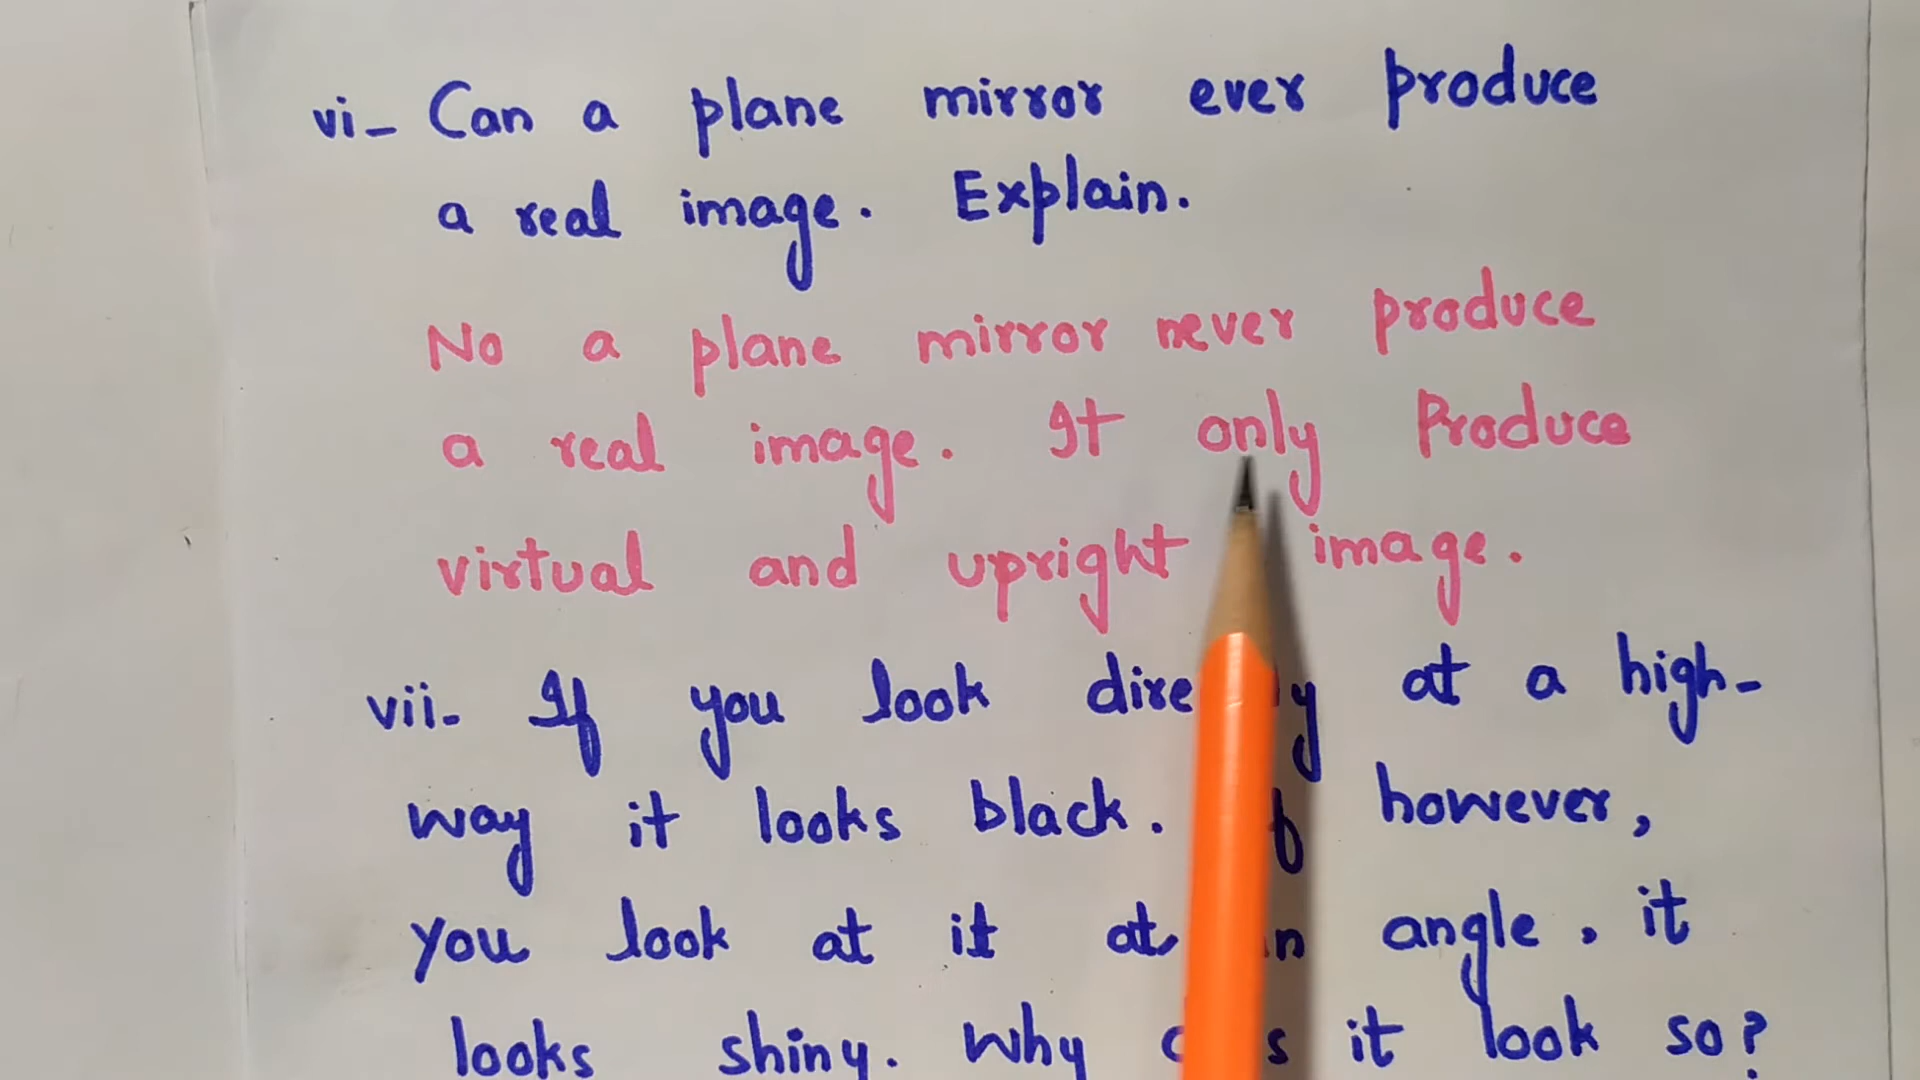 vi- Can a plane mirror ever produce
a real image. Explain.
No a plane mirror never produce
a real image. It only Produce
virtual and upright image.
vii- If you look at a high-
way it looks black. however,
you look at it at angle, it
looks shiny. Why it look so?